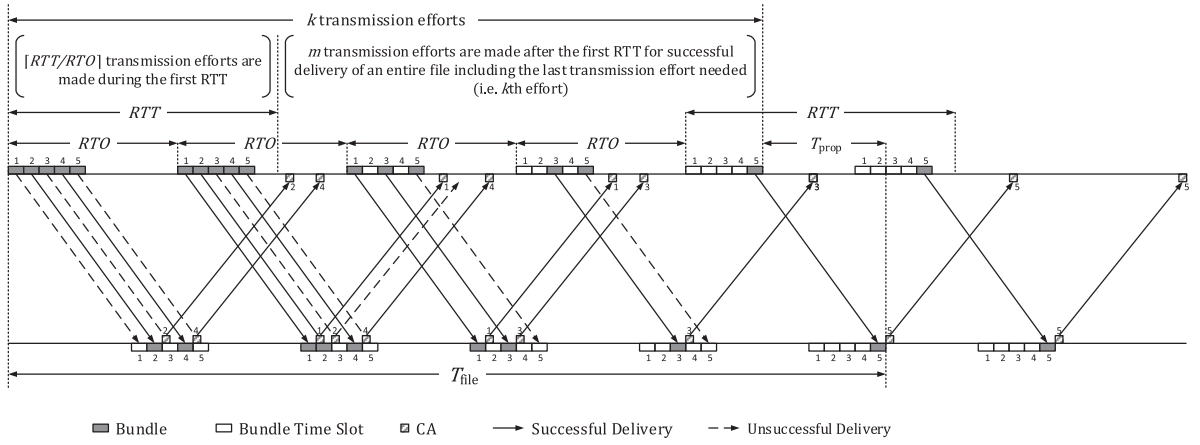 k transmission efforts
⌈RTT/RTO⌉ transmission efforts are
made during the first RTT
m transmission efforts are made after the first RTT for successful
delivery of an entire file including the last transmission effort needed
(i.e. kth effort)
RTT
RTT
RTO
RTO
RTO
RTO
Tprop
1 2 3 4 5
1 2 3 4 5
1 2 3 4 5
1 2 3 4 5
1 2 3 4 5
1 2 3 4 5
2 4
1 4
1 3
3
5
5
2 4
1 2 4
1 3
3
5
5
1 2 3 4 5
1 2 3 4 5
1 2 3 4 5
1 2 3 4 5
1 2 3 4 5
1 2 3 4 5
Tfile
Bundle
Bundle Time Slot
CA
Successful Delivery
Unsuccessful Delivery